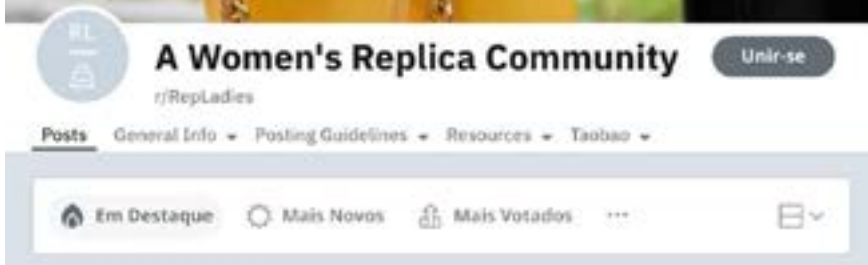 RL
A Women's Replica Community
Unir-se
r/RepLadies
Posts General Info Posting Guidelines Resources Taobao
Em Destaque Mais Novos Mais Votados ...